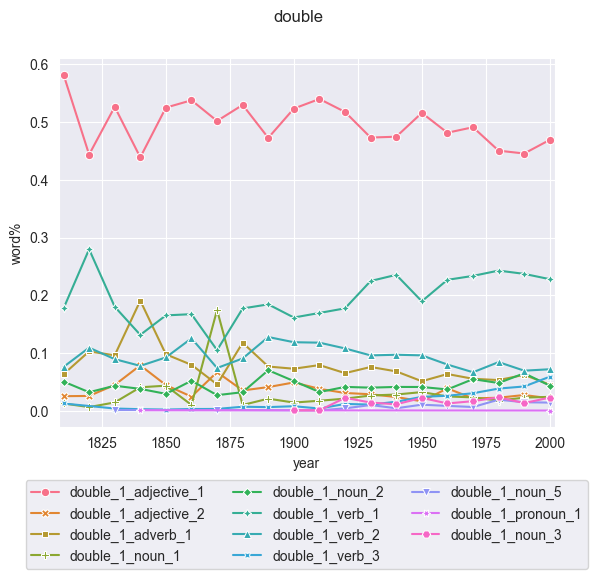 double
0.6
0.5
0.4
0.3
0.2
0.1
0.0
word%
1825 1850 1875 1900 1925 1950 1975 2000
year
double_1_adjective_1 double_1_noun_2 double_1_noun_5
double_1_adjective_2 double_1_verb_1 double_1_pronoun_1
double_1_adverb_1 double_1_verb_2 double_1_noun_3
double_1_noun_1 double_1_verb_3